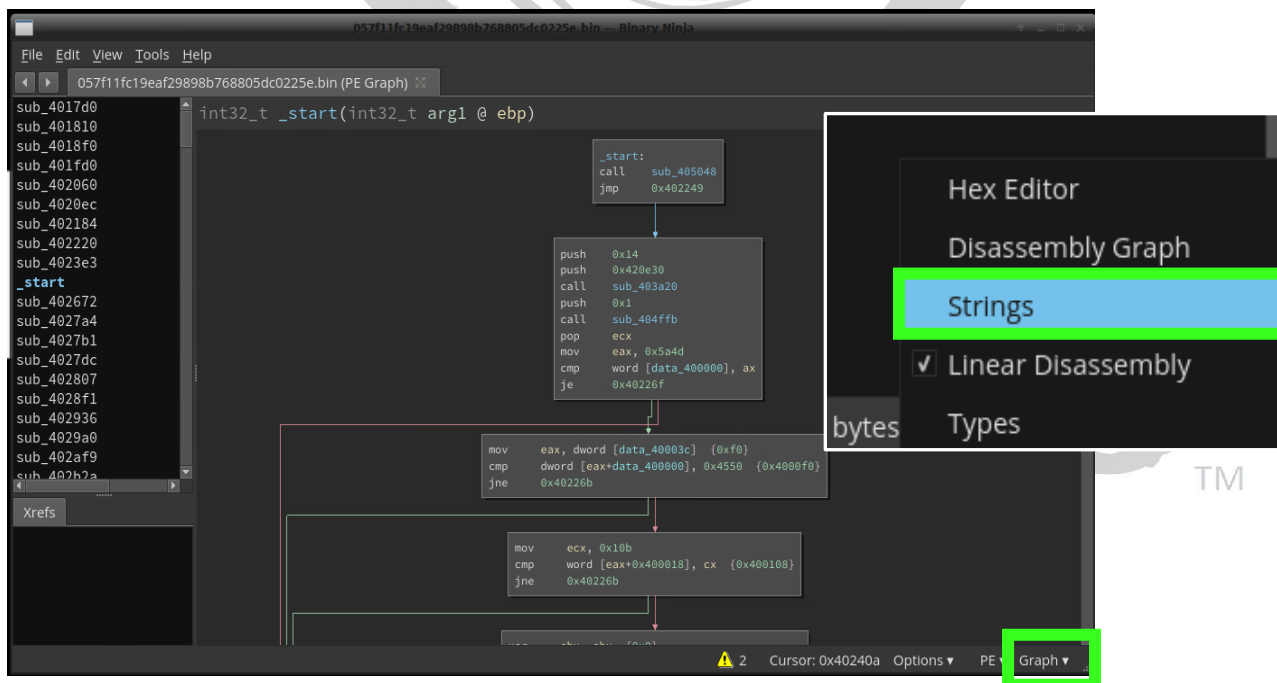 057f11fc19eaf29898b768805dc0225e.bin — Binary Ninja
File Edit View Tools Help
057f11fc19eaf29898b768805dc0225e.bin (PE Graph)
sub_4017d0
sub_401810
sub_4018f0
sub_401fd0
sub_402060
sub_4020ec
sub_402184
sub_402220
sub_4023e3
_start
sub_402672
sub_4027a4
sub_4027b1
sub_4027dc
sub_402807
sub_4028f1
sub_402936
sub_4029a0
sub_402af9
sub_402b2a
Xrefs
int32_t _start(int32_t arg1 @ ebp)
_start:
call sub_405048
jmp 0x402249
push 0x14
push 0x420e30
call sub_403a20
push 0x1
call sub_404ffb
pop ecx
mov eax, 0x5a4d
cmp word [data_400000], ax
je 0x40226f
mov eax, dword [data_40003c] {0xf0}
cmp dword [eax+data_400000], 0x4550 {0x4000f0}
jne 0x40226b
mov ecx, 0x10b
cmp word [eax+0x400018], cx {0x400108}
jne 0x40226b
Hex Editor
Disassembly Graph
Strings
✓ Linear Disassembly
bytes
Types
TM
2 Cursor: 0x40240a Options ▾ PE ▾ Graph ▾